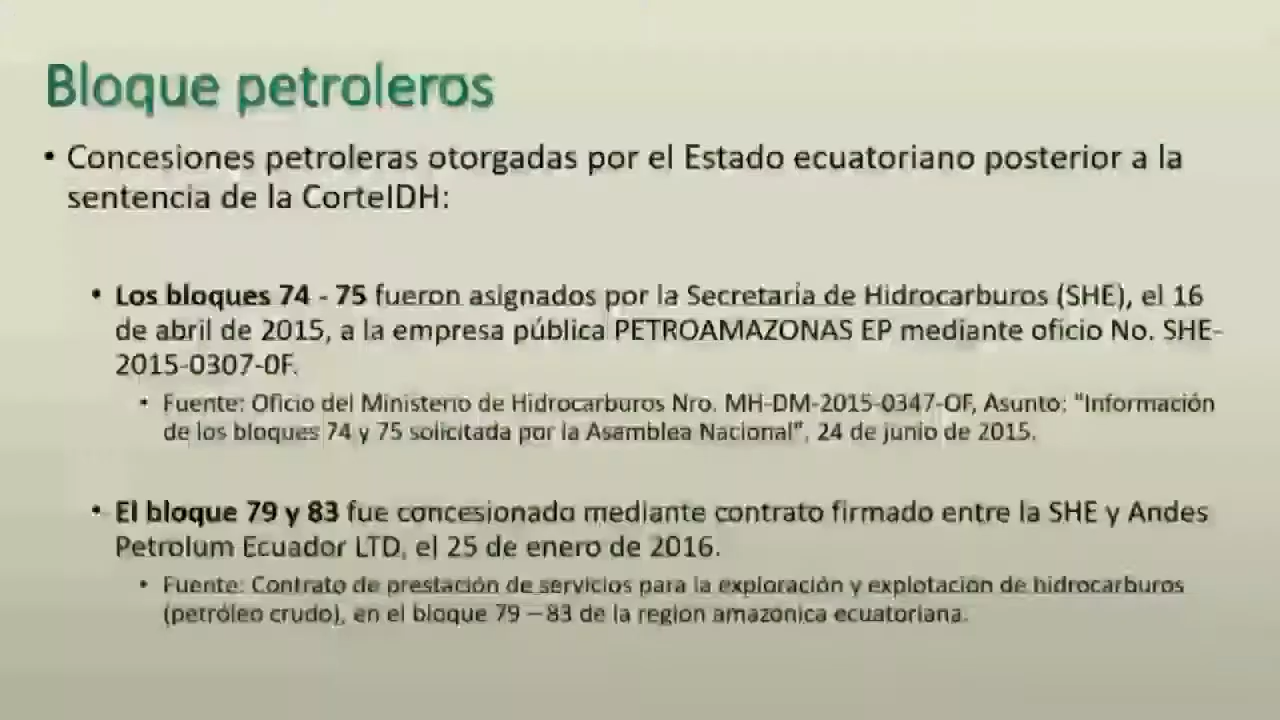 Bloque petroleros
• Concesiones petroleras otorgadas por el Estado ecuatoriano posterior a la
sentencia de la CorteIDH:
• Los bloques 74 - 75 fueron asignados por la Secretaría de Hidrocarburos (SHE), el 16
de abril de 2015, a la empresa pública PETROAMAZONAS EP mediante oficio No. SHE-
2015-0307-OF.
• Fuente: Oficio del Ministerio de Hidrocarburos Nro. MH-DM-2015-0347-OF, Asunto: "Información
de los bloques 74 y 75 solicitada por la Asamblea Nacional", 24 de junio de 2015.
• El bloque 79 y 83 fue concesionado mediante contrato firmado entre la SHE y Andes
Petrolum Ecuador LTD, el 25 de enero de 2016.
• Fuente: Contrato de prestación de servicios para la exploración y explotación de hidrocarburos
(petróleo crudo), en el bloque 79 – 83 de la region amazonica ecuatoriana.